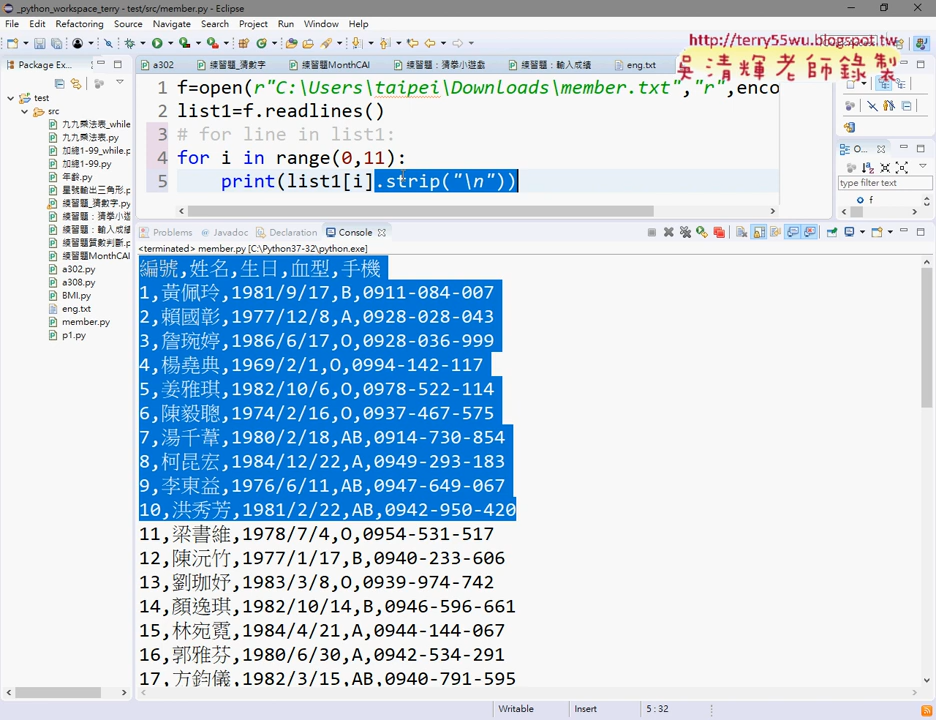 _python_workspace_terry - test/src/member.py - Eclipse
File Edit Refactoring Source Navigate Search Project Run Window Help
http://terry55wu.blogspot.tw
吳清輝老師錄製
Package Ex...
a302
練習題_猜數字
練習題MonthCAI
練習題：猜學小遊戲
練習題：輸入成績
eng.txt
test
src
九九乘法表_while
九九乘法表.py
加總1-99_while.p
加總1-99.py
年齡.py
星號輸出三角形.
練習題_猜數字.py
練習題：猜學小
練習題：輸入成
練習題質數判斷.
練習題MonthCAI
a302.py
a308.py
BMI.py
eng.txt
member.py
p1.py
1 f=open(r"C:\Users\taipei\Downloads\member.txt","r",enco
2 list1=f.readlines()
3 # for line in list1:
4 for i in range(0,11):
5 print(list1[i].strip("\n"))
O...
type filter text
f
Problems Javadoc Declaration Console
<terminated> member.py [C:\Python37-32\python.exe]
編號,姓名,生日,血型,手機
1,黃佩玲,1981/9/17,B,0911-084-007
2,賴國彰,1977/12/8,A,0928-028-043
3,詹琬婷,1986/6/17,O,0928-036-999
4,楊堯典,1969/2/1,O,0994-142-117
5,姜雅琪,1982/10/6,O,0978-522-114
6,陳毅聰,1974/2/16,O,0937-467-575
7,湯千葦,1980/2/18,AB,0914-730-854
8,柯昆宏,1984/12/22,A,0949-293-183
9,李東益,1976/6/11,AB,0947-649-067
10,洪秀芳,1981/2/22,AB,0942-950-420
11,梁書維,1978/7/4,O,0954-531-517
12,陳沅竹,1977/1/17,B,0940-233-606
13,劉珈妤,1983/3/8,O,0939-974-742
14,顏逸琪,1982/10/14,B,0946-596-661
15,林宛霓,1984/4/21,A,0944-144-067
16,郭雅芬,1980/6/30,A,0942-534-291
17,方鈞儀,1982/3/15,AB,0940-791-595
Writable Insert 5 : 32